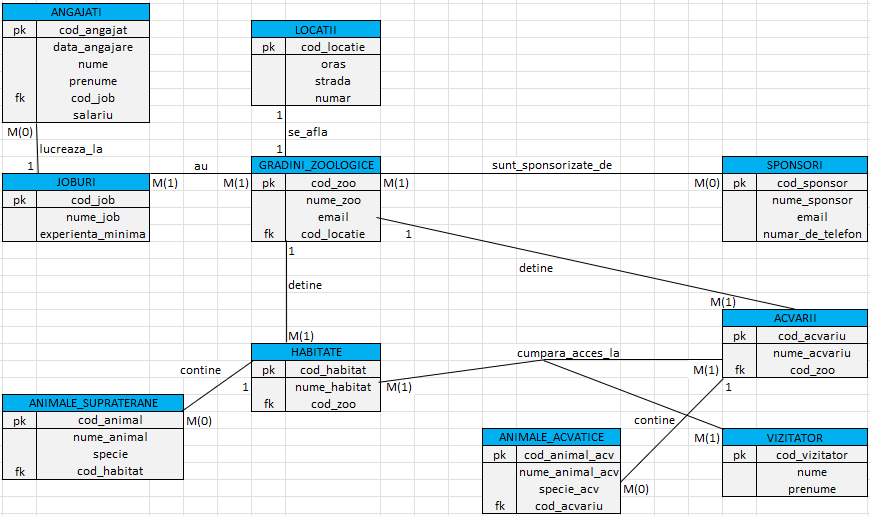 ANGAJATI
pk cod_angajat
data_angajare
nume
prenume
fk cod_job
salariu
M(0)
lucreaza_la
1
JOBURI
pk cod_job
nume_job
experienta_minima
M(1)
au
M(1)
LOCATII
pk cod_locatie
oras
strada
numar
1
se_afla
1
GRADINI_ZOOLOGICE
pk cod_zoo
nume_zoo
email
fk cod_locatie
M(1)
sunt_sponsorizate_de
M(0)
SPONSORI
pk cod_sponsor
nume_sponsor
email
numar_de_telefon
1
detine
M(1)
1
detine
M(1)
ACVARII
pk cod_acvariu
nume_acvariu
fk cod_zoo
HABITATE
pk cod_habitat
nume_habitat
fk cod_zoo
cumpara_acces_la
M(1)
M(1)
M(1)
contine
1
M(0)
ANIMALE_SUPRATERANE
pk cod_animal
nume_animal
specie
fk cod_habitat
1
contine
M(0)
ANIMALE_ACVATICE
pk cod_animal_acv
nume_animal_acv
specie_acv
fk cod_acvariu
VIZITATOR
pk cod_vizitator
nume
prenume